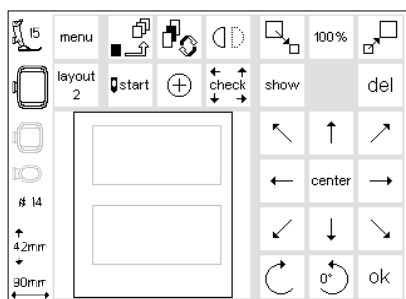 15 menu 100%
layout
2
start
check
show del
center
# 14
42mm
90mm
0°
ok